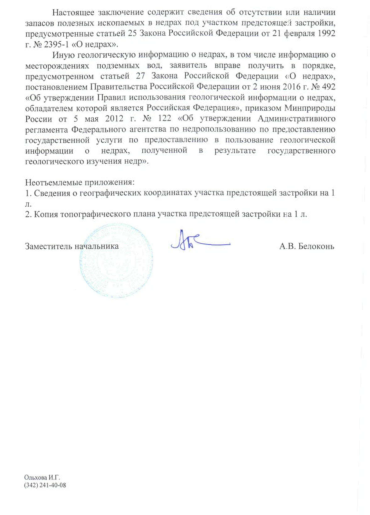 Настоящее заключение содержит сведения об отсутствии или наличии
запасов полезных ископаемых в недрах под участком предстоящей застройки,
предусмотренные статьей 25 Закона Российской Федерации от 21 февраля 1992
г. № 2395-1 «О недрах».
Иную геологическую информацию о недрах, в том числе информацию о
месторождениях подземных вод, заявитель вправе получить в порядке,
предусмотренном статьей 27 Закона Российской Федерации «О недрах»,
постановлением Правительства Российской Федерации от 2 июня 2016 г. № 492
«Об утверждении Правил использования геологической информации о недрах,
обладателем которой является Российская Федерация», приказом Минприроды
России от 5 мая 2012 г. № 122 «Об утверждении Административного
регламента Федерального агентства по недропользованию по предоставлению
государственной услуги по предоставлению в пользование геологической
информации о недрах, полученной в результате государственного
геологического изучения недр».
Неотъемлемые приложения:
1. Сведения о географических координатах участка предстоящей застройки на 1
л.
2. Копия топографического плана участка предстоящей застройки на 1 л.
Заместитель начальника А.В. Белоконь
Ольхова И.Г.
(342) 241-40-08